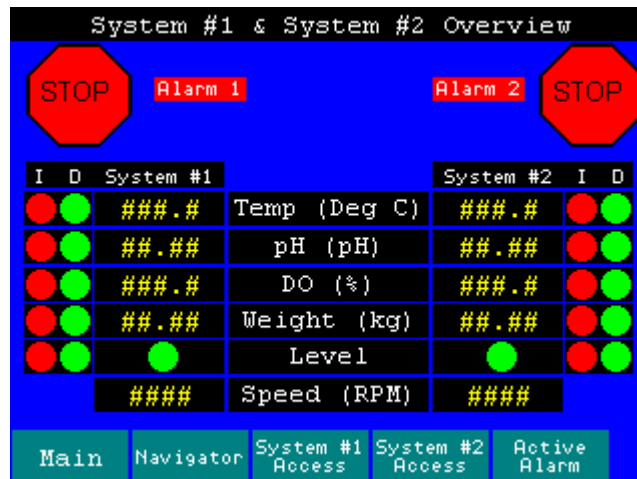 System #1 & System #2 Overview
STOP Alarm 1 Alarm 2 STOP
I D System #1 System #2 I D
###.# Temp (Deg C) ###.#
##.## pH (pH) ##.##
###.# DO (%) ###.#
##.## Weight (kg) ##.##
Level
#### Speed (RPM) ####
Main Navigator System #1 Access System #2 Access Active Alarm